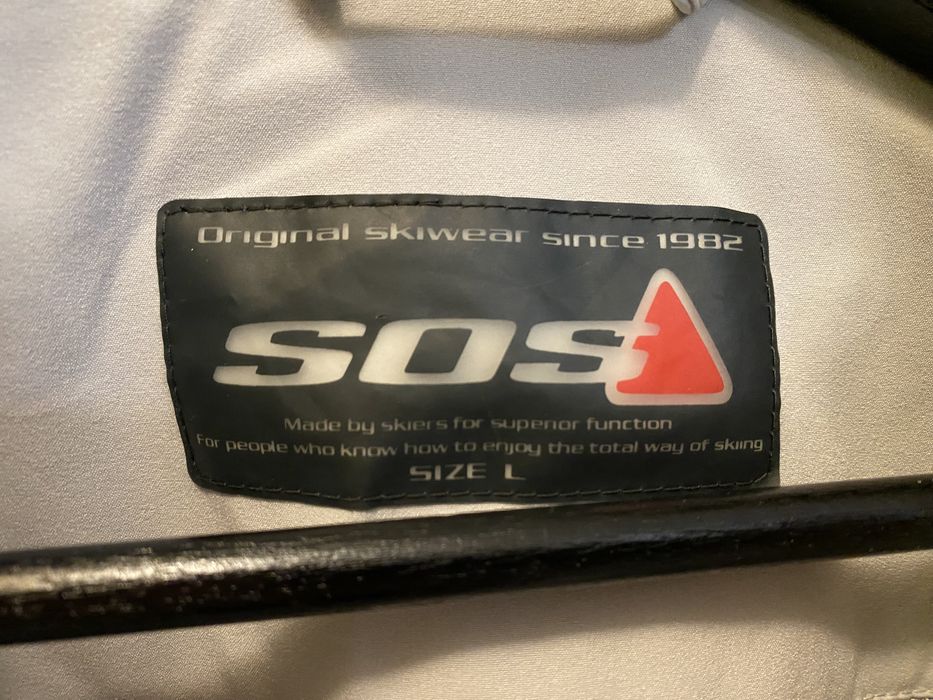 Original skiwear since 1982
SOS
Made by skiers for superior function
For people who know how to enjoy the total way of skiing
SIZE L